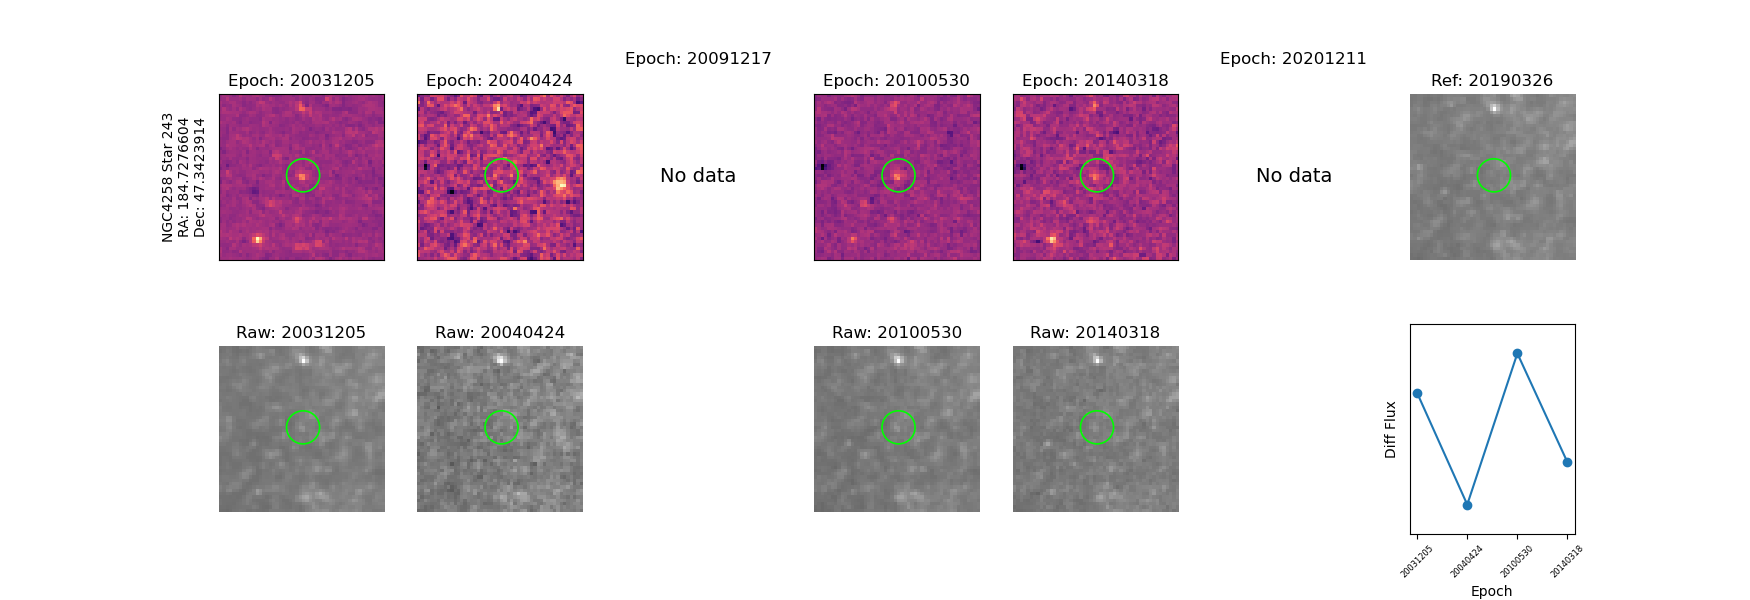 Epoch: 20031205
Epoch: 20040424
Epoch: 20091217
Epoch: 20100530
Epoch: 20140318
Epoch: 20201211
Ref: 20190326
NGC4258 Star 243
RA: 184.7276604
Dec: 47.3423914
No data
No data
Raw: 20031205
Raw: 20040424
Raw: 20100530
Raw: 20140318
Diff Flux
20031205
20040424
20100530
20140318
Epoch